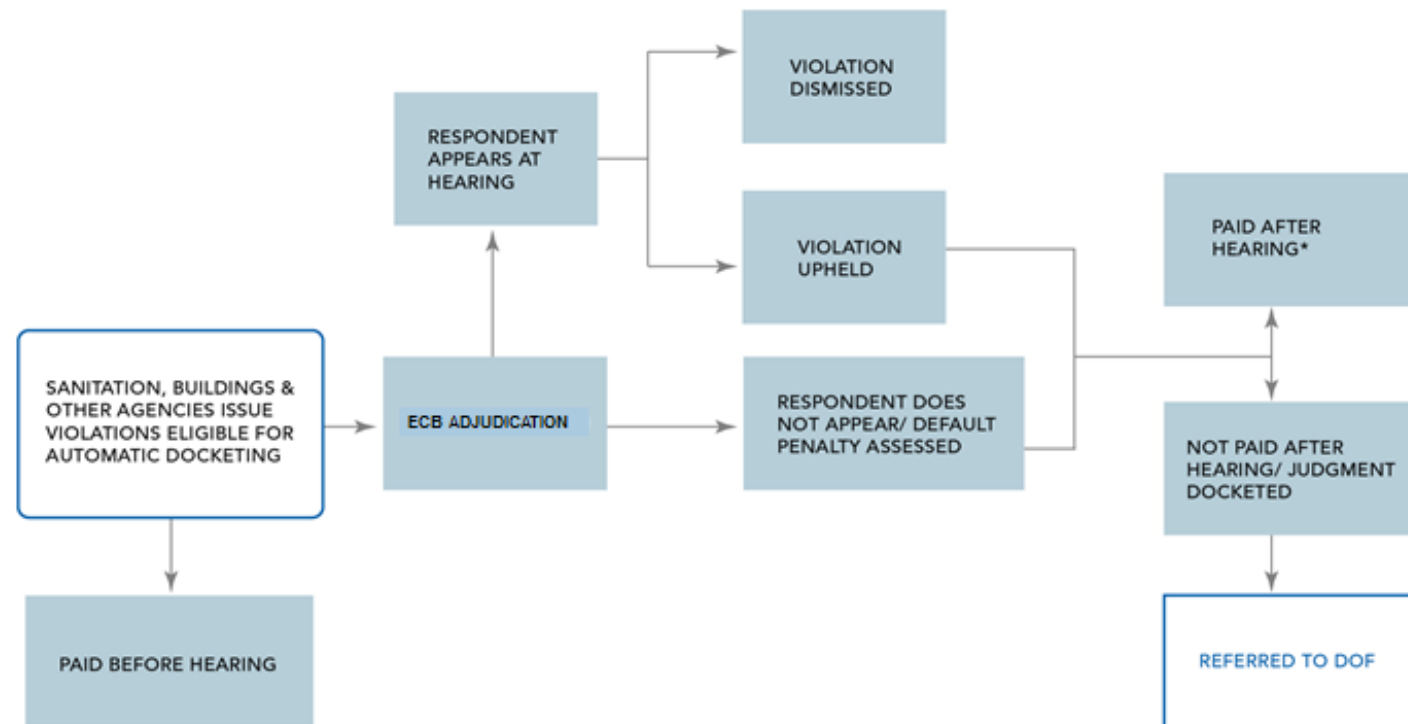 VIOLATION
DISMISSED
RESPONDENT
APPEARS AT
HEARING
VIOLATION
UPHELD
PAID AFTER
HEARING*
SANITATION, BUILDINGS &
OTHER AGENCIES ISSUE
VIOLATIONS ELIGIBLE FOR
AUTOMATIC DOCKETING
ECB ADJUDICATION
RESPONDENT DOES
NOT APPEAR/ DEFAULT
PENALTY ASSESSED
NOT PAID AFTER
HEARING/ JUDGMENT
DOCKETED
PAID BEFORE HEARING
REFERRED TO DOF